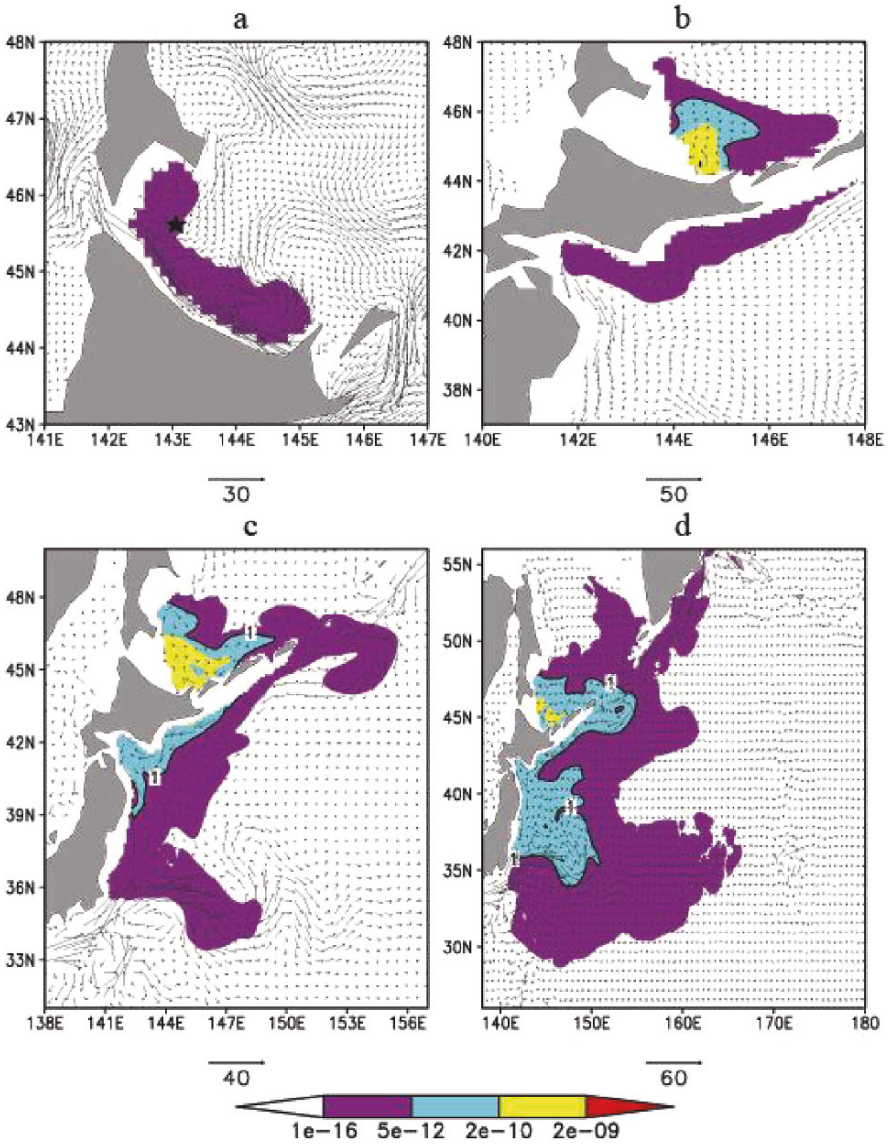 a
b
48N
47N
46N
45N
44N
43N
141E 142E 143E 144E 145E 146E 147E
30
48N
46N
44N
42N
40N
38N
140E 142E 144E 146E 148E
50
c
d
48N
45N
42N
39N
36N
33N
1
1
138E 141E 144E 147E 150E 153E 156E
40
55N
50N
45N
40N
35N
30N
1
1
1
140E 150E 160E 170E 180
60
1e-16 5e-12 2e-10 2e-09